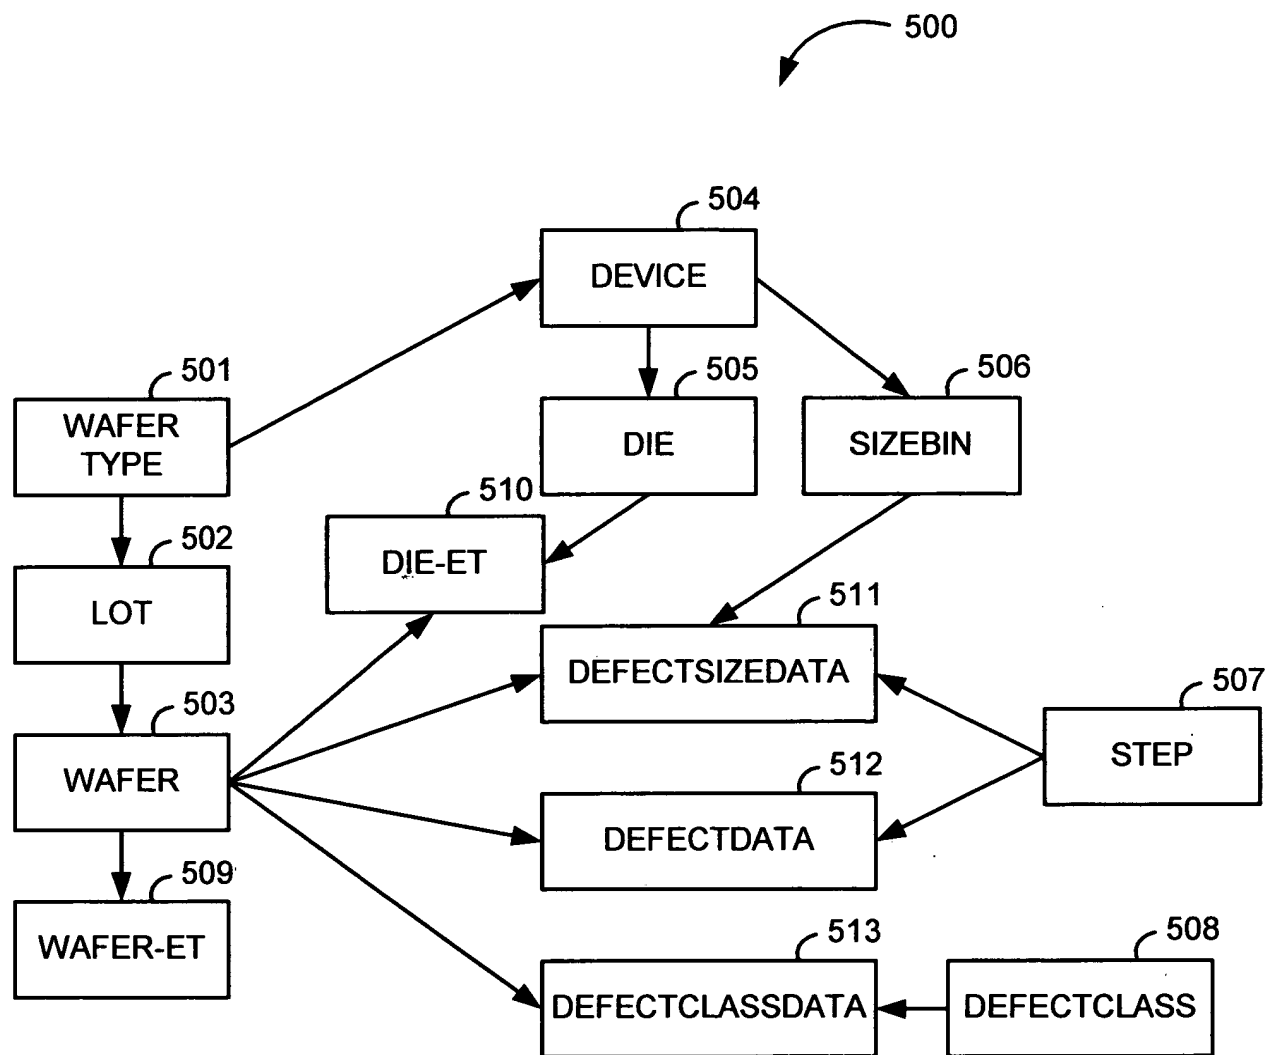 500
504
DEVICE
501
WAFER
TYPE
505
DIE
506
SIZEBIN
510
DIE-ET
502
LOT
511
DEFECTSIZEDATA
507
STEP
503
WAFER
512
DEFECTDATA
509
WAFER-ET
513
DEFECTCLASSDATA
508
DEFECTCLASS